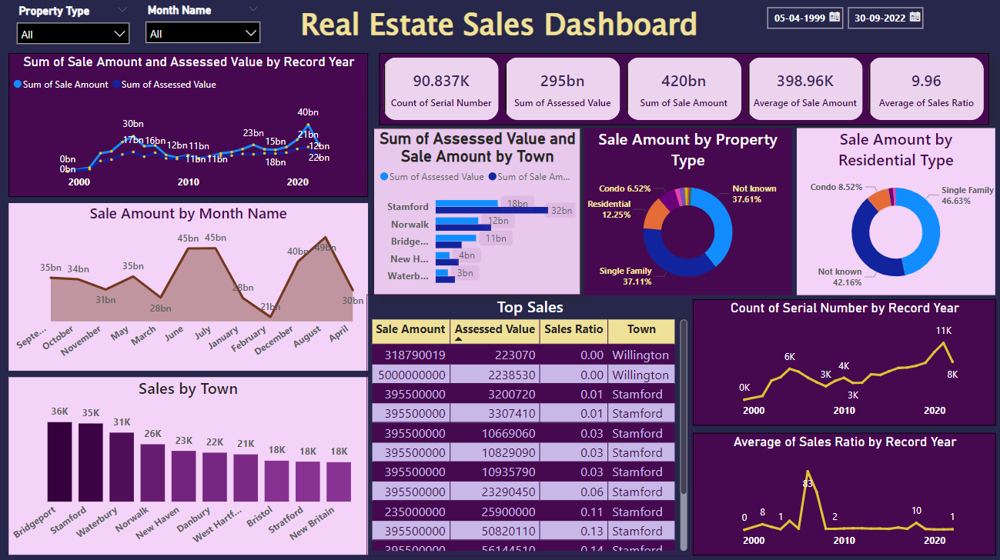 Property Type
All
Month Name
All
Real Estate Sales Dashboard
05-04-1999
30-09-2022
Sum of Sale Amount and Assessed Value by Record Year
Sum of Sale Amount
Sum of Assessed Value
40bn
30bn
23bn
21bn
17bn
16bn
12bn
11bn
15bn
12bn
0bn
0bn
11bn
11bn
18bn
22bn
2000
2010
2020
90.837K
Count of Serial Number
295bn
Sum of Assessed Value
420bn
Sum of Sale Amount
398.96K
Average of Sale Amount
9.96
Average of Sales Ratio
Sum of Assessed Value and
Sale Amount by Town
Sum of Assessed Value
Sum of Sale Am...
Stamford
18bn
32bn
Norwalk
12bn
Bridge...
11bn
New H...
4bn
Waterb...
3bn
Sale Amount by Property
Type
Condo 6.52%
Not known
37.61%
Residential
12.25%
Single Family
37.11%
Sale Amount by
Residential Type
Condo 8.52%
Single Family
46.63%
Not known
42.16%
Sale Amount by Month Name
35bn
34bn
31bn
35bn
28bn
45bn
45bn
28bn
21bn
40bn
49bn
30bn
Septe...
October
November
May
March
June
July
January
February
December
August
April
Sales by Town
36K
35K
31K
26K
23K
22K
21K
18K
18K
18K
Bridgeport
Stamford
Waterbury
Norwalk
New Haven
Danbury
West Hartf...
Bristol
Stratford
New Britain
Top Sales
Sale Amount Assessed Value Sales Ratio Town
318790019 223070 0.00 Willington
5000000000 2238530 0.00 Willington
395500000 3200720 0.01 Stamford
395500000 3307410 0.01 Stamford
395500000 10669060 0.03 Stamford
395500000 10829090 0.03 Stamford
395500000 10935790 0.03 Stamford
395500000 23290450 0.06 Stamford
235000000 25900000 0.11 Stamford
395500000 50820110 0.13 Stamford
395500000 56144510 0.14 Stamford
Count of Serial Number by Record Year
0K
6K
3K
4K
3K
11K
8K
2000
2010
2020
Average of Sales Ratio by Record Year
0
8
1
83
2
10
1
2000
2010
2020